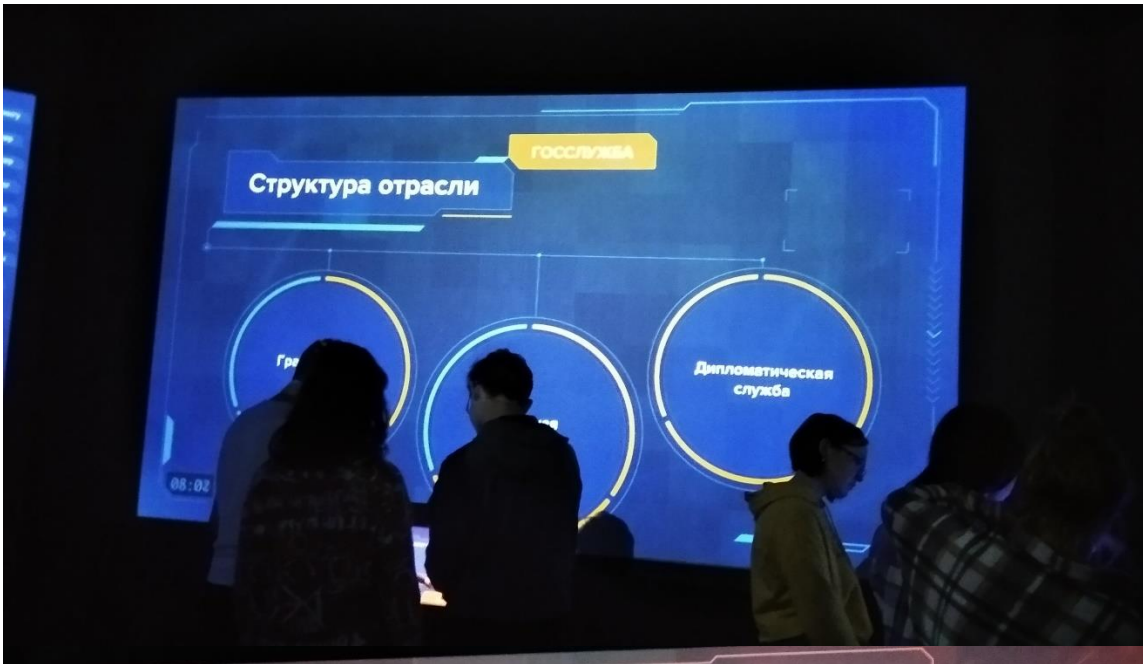 ГОССЛУЖБА
Структура отрасли
Дипломатическая
служба
08:02